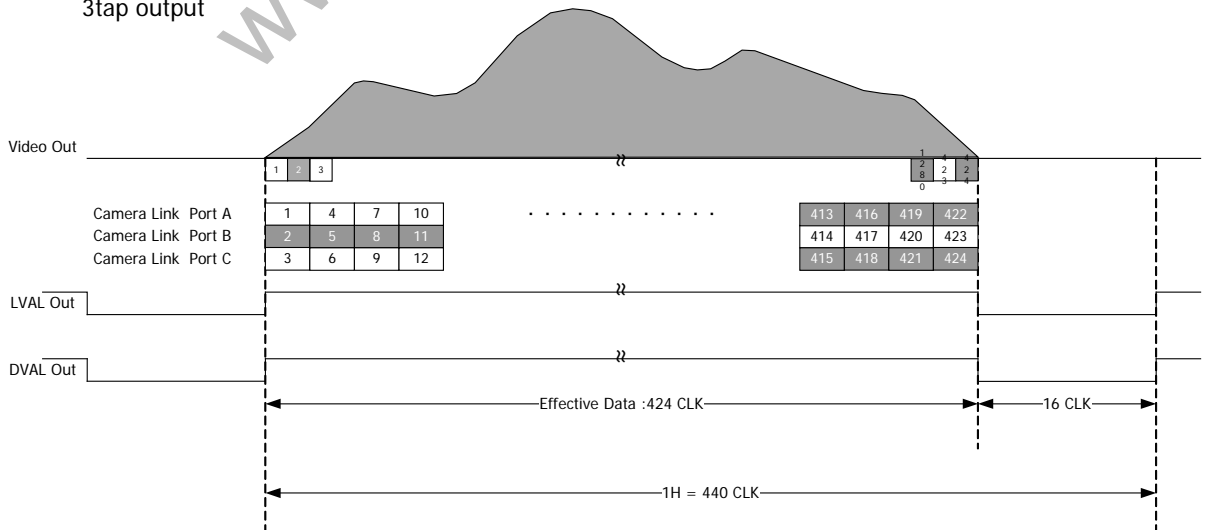 3tap output
Video Out
1 2 3
1280 423 424
Camera Link Port A 1 4 7 10 . . . . . . . . . . . . 413 416 419 422
Camera Link Port B 2 5 8 11 414 417 420 423
Camera Link Port C 3 6 9 12 415 418 421 424
LVAL Out
DVAL Out
Effective Data :424 CLK
16 CLK
1H = 440 CLK